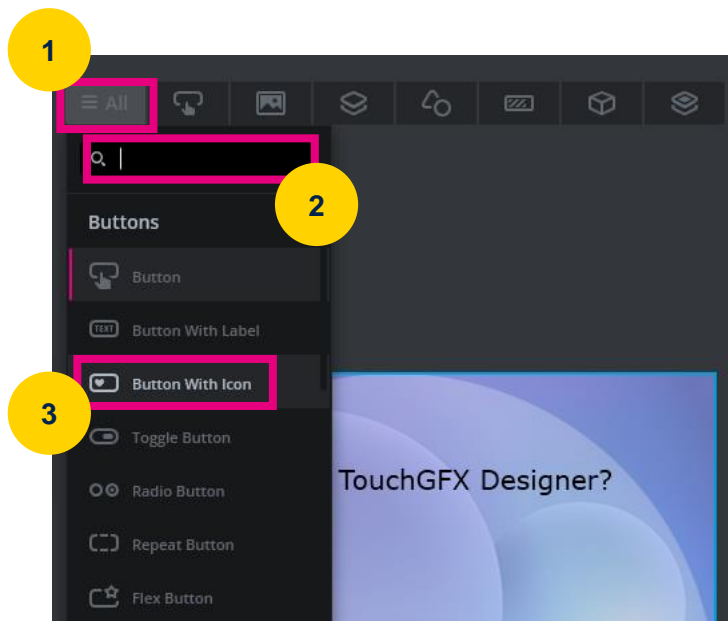 1
All
2
Buttons
Button
TEXT
Button With Label
Button With Icon
3
Toggle Button
TouchGFX Designer?
Radio Button
Repeat Button
Flex Button